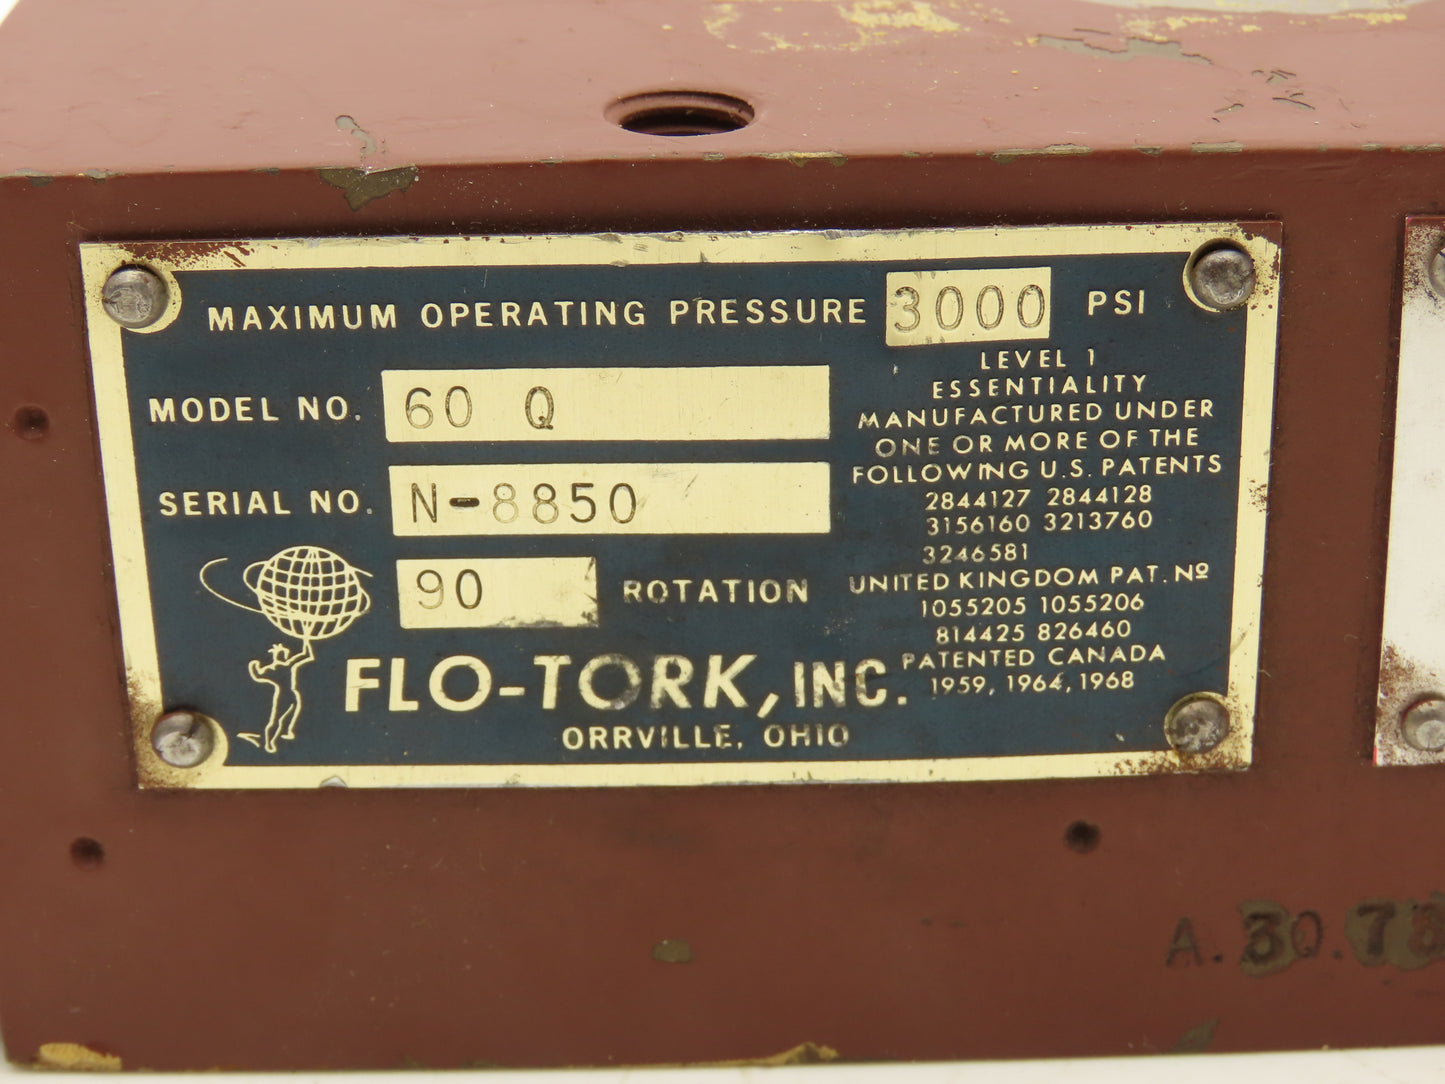 MAXIMUM OPERATING PRESSURE 3000 PSI
MODEL NO. 60 Q
SERIAL NO. N-8850
90 ROTATION
FLO-TORK, INC.
ORRVILLE, OHIO
LEVEL 1
ESSENTIALITY
MANUFACTURED UNDER
ONE OR MORE OF THE
FOLLOWING U.S. PATENTS
2844127 2844128
3156160 3213760
3246581
UNITED KINGDOM PAT. Nº
1055205 1055206
814425 826460
PATENTED CANADA
1959, 1964, 1968
A.30.78